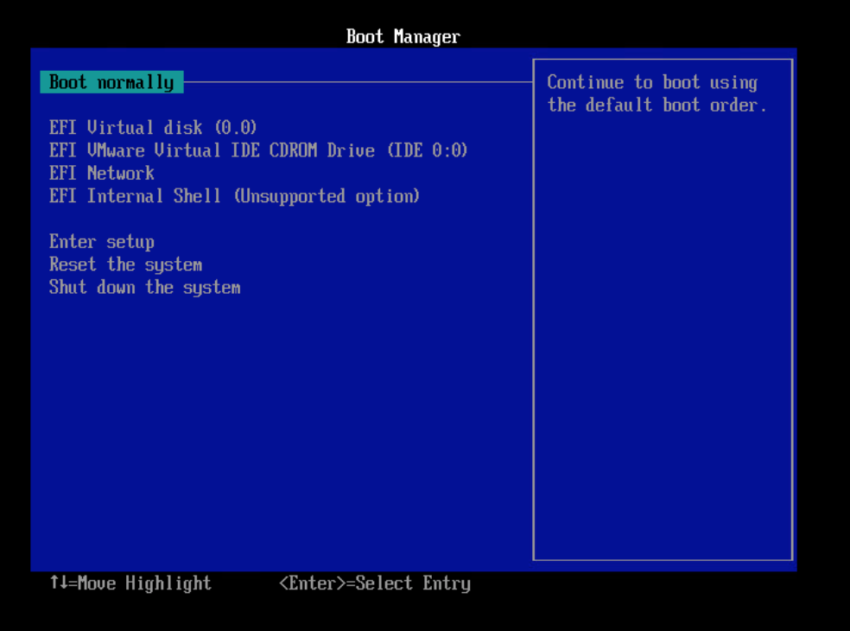 Boot Manager
Boot normally
Continue to boot using
the default boot order.
EFI Virtual disk (0.0)
EFI VMware Virtual IDE CDROM Drive (IDE 0:0)
EFI Network
EFI Internal Shell (Unsupported option)
Enter setup
Reset the system
Shut down the system
↑↓=Move Highlight
<Enter>=Select Entry